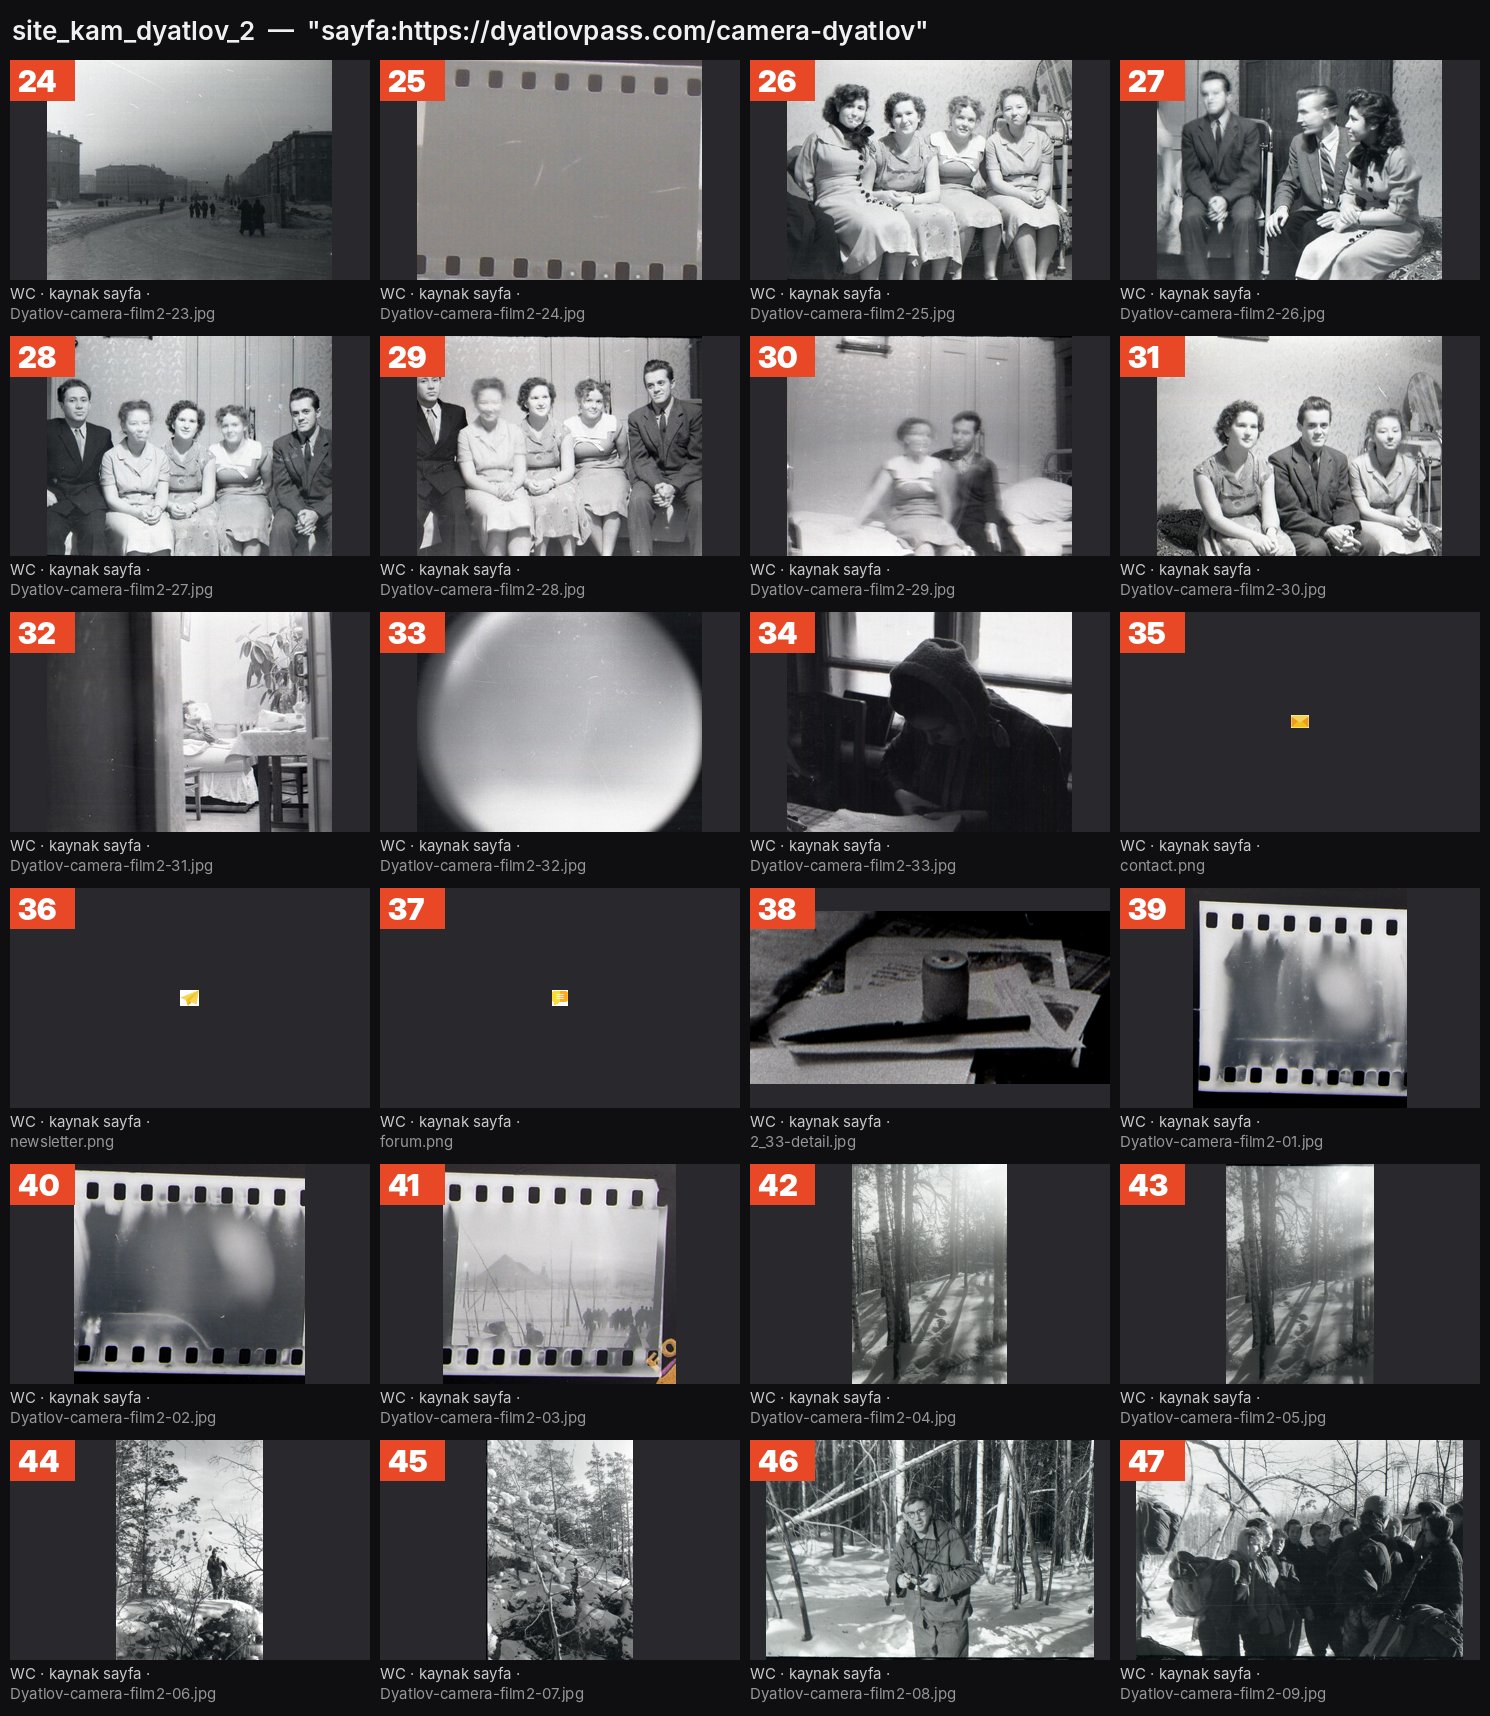 site_kam_dyatlov_2 — "sayfa:https://dyatlovpass.com/camera-dyatlov"
24
25
26
27
WC · kaynak sayfa ·
Dyatlov-camera-film2-23.jpg
WC · kaynak sayfa ·
Dyatlov-camera-film2-24.jpg
WC · kaynak sayfa ·
Dyatlov-camera-film2-25.jpg
WC · kaynak sayfa ·
Dyatlov-camera-film2-26.jpg
28
29
30
31
WC · kaynak sayfa ·
Dyatlov-camera-film2-27.jpg
WC · kaynak sayfa ·
Dyatlov-camera-film2-28.jpg
WC · kaynak sayfa ·
Dyatlov-camera-film2-29.jpg
WC · kaynak sayfa ·
Dyatlov-camera-film2-30.jpg
32
33
34
35
WC · kaynak sayfa ·
Dyatlov-camera-film2-31.jpg
WC · kaynak sayfa ·
Dyatlov-camera-film2-32.jpg
WC · kaynak sayfa ·
Dyatlov-camera-film2-33.jpg
WC · kaynak sayfa ·
contact.png
36
37
38
39
WC · kaynak sayfa ·
newsletter.png
WC · kaynak sayfa ·
forum.png
WC · kaynak sayfa ·
2_33-detail.jpg
WC · kaynak sayfa ·
Dyatlov-camera-film2-01.jpg
40
41
42
43
WC · kaynak sayfa ·
Dyatlov-camera-film2-02.jpg
WC · kaynak sayfa ·
Dyatlov-camera-film2-03.jpg
WC · kaynak sayfa ·
Dyatlov-camera-film2-04.jpg
WC · kaynak sayfa ·
Dyatlov-camera-film2-05.jpg
44
45
46
47
WC · kaynak sayfa ·
Dyatlov-camera-film2-06.jpg
WC · kaynak sayfa ·
Dyatlov-camera-film2-07.jpg
WC · kaynak sayfa ·
Dyatlov-camera-film2-08.jpg
WC · kaynak sayfa ·
Dyatlov-camera-film2-09.jpg